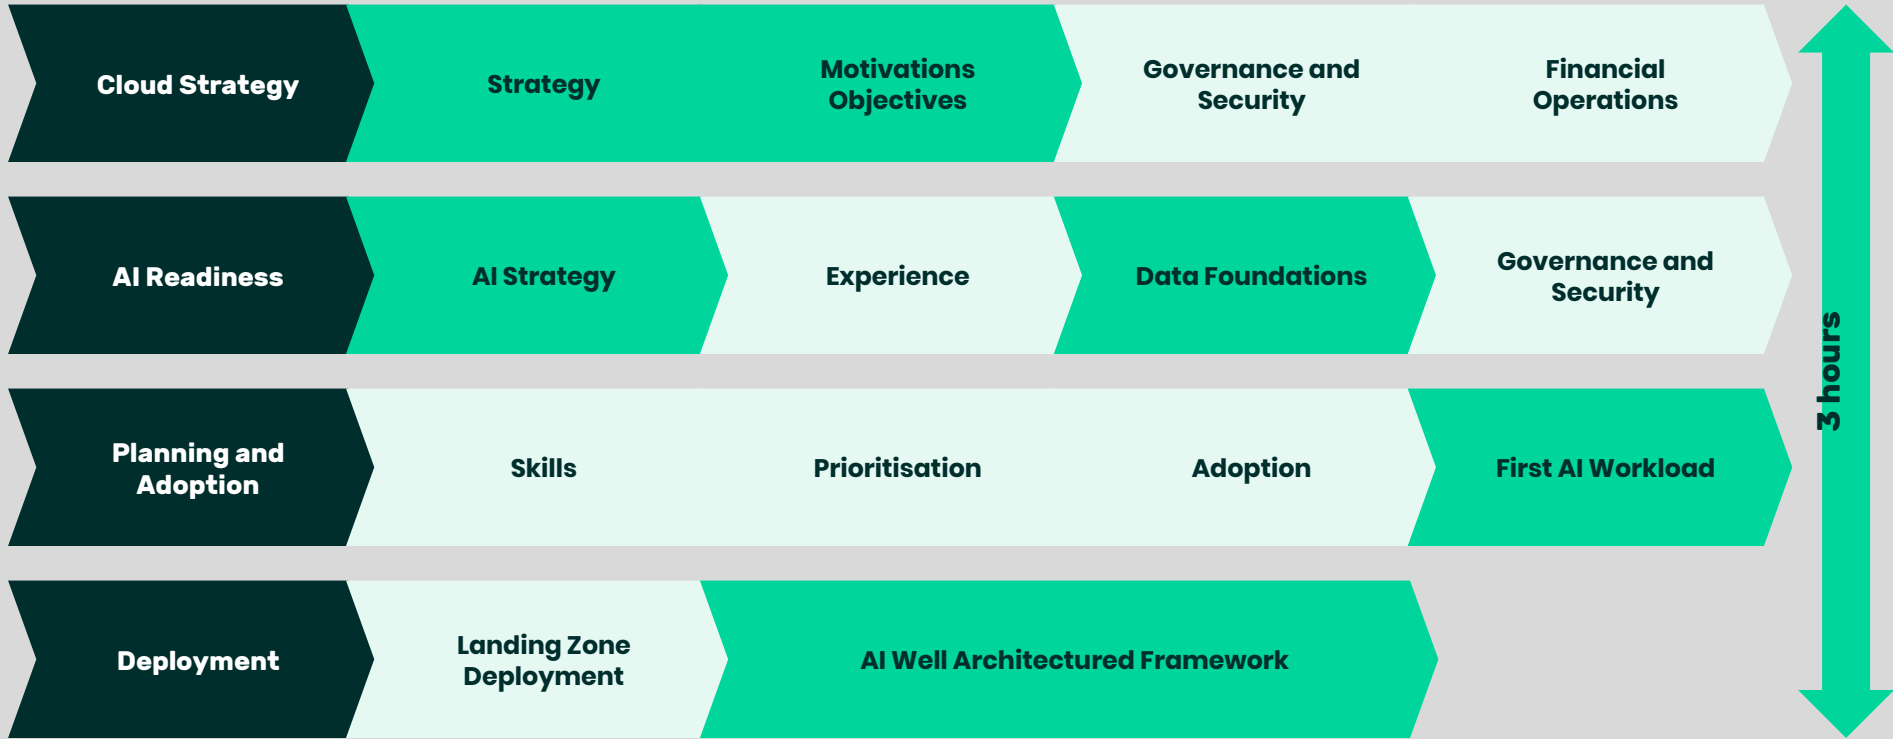 Cloud Strategy
Strategy
Motivations
Objectives
Governance and
Security
Financial
Operations
AI Readiness
AI Strategy
Experience
Data Foundations
Governance and
Security
Planning and
Adoption
Skills
Prioritisation
Adoption
First AI Workload
Deployment
Landing Zone
Deployment
AI Well Architectured Framework
3 hours